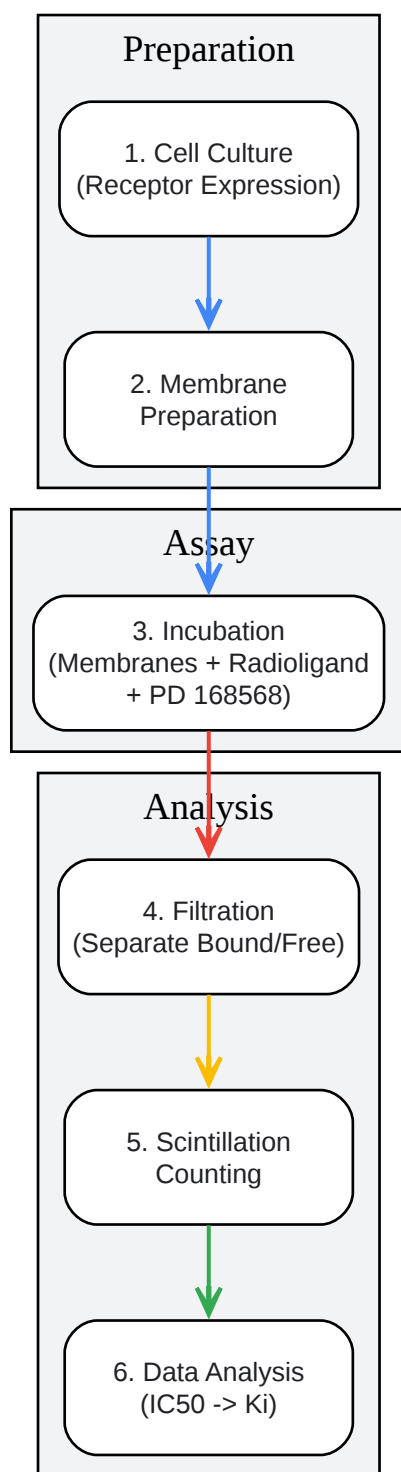 Preparation
1. Cell Culture
(Receptor Expression)
2. Membrane
Preparation
Assay
3. Incubation
(Membranes + Radioligand
+ PD 168568)
Analysis
4. Filtration
(Separate Bound/Free)
5. Scintillation
Counting
6. Data Analysis
(IC50 -> Ki)